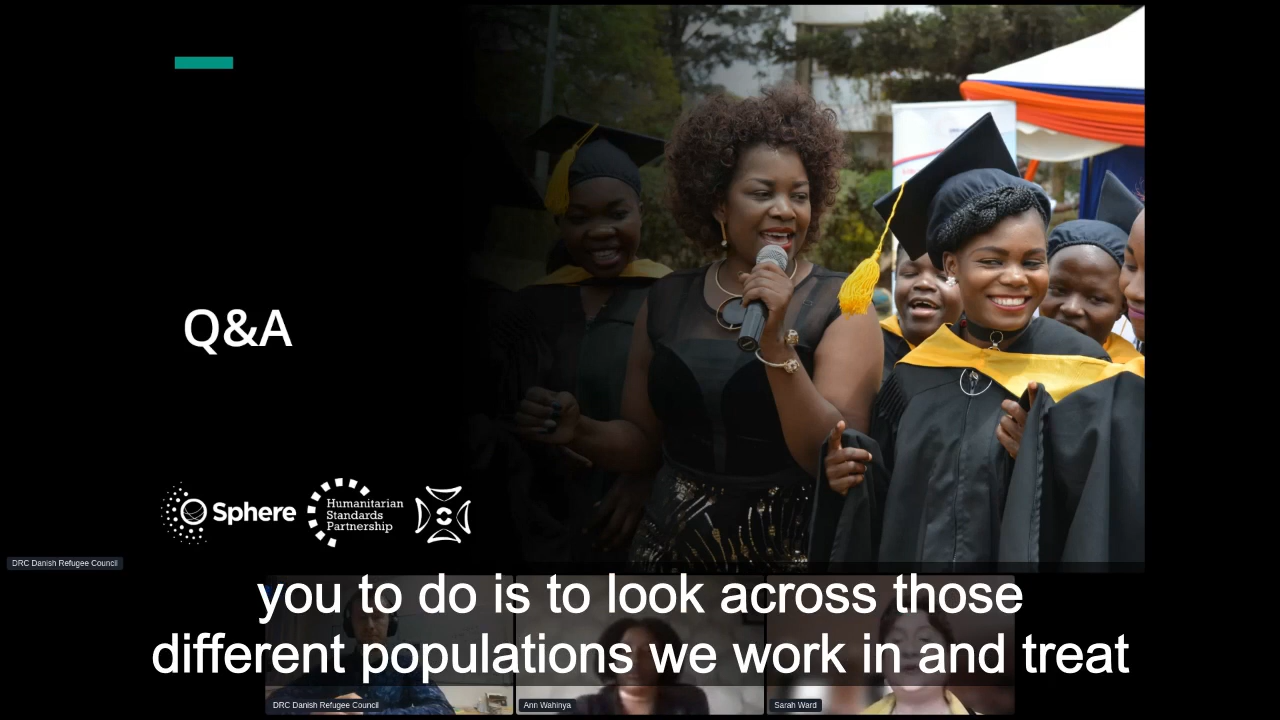 Q&A
Sphere
Humanitarian
Standards
Partnership
DRC Danish Refugee Council
you to do is to look across those
different populations we work in and treat
DRC Danish Refugee Council
Ann Wahinya
Sarah Ward